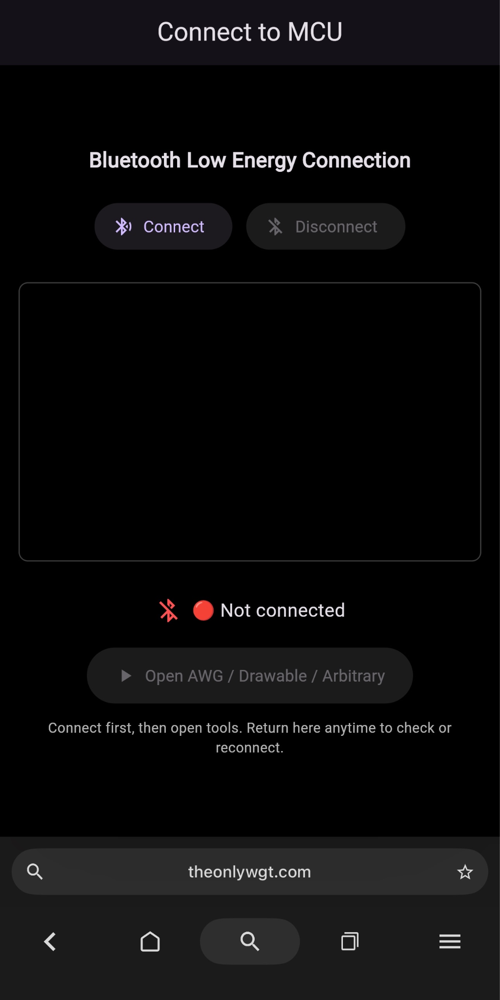 Connect to MCU
Bluetooth Low Energy Connection
Connect
Disconnect
Not connected
Open AWG / Drawable / Arbitrary
Connect first, then open tools. Return here anytime to check or
reconnect.
theonlywgt.com